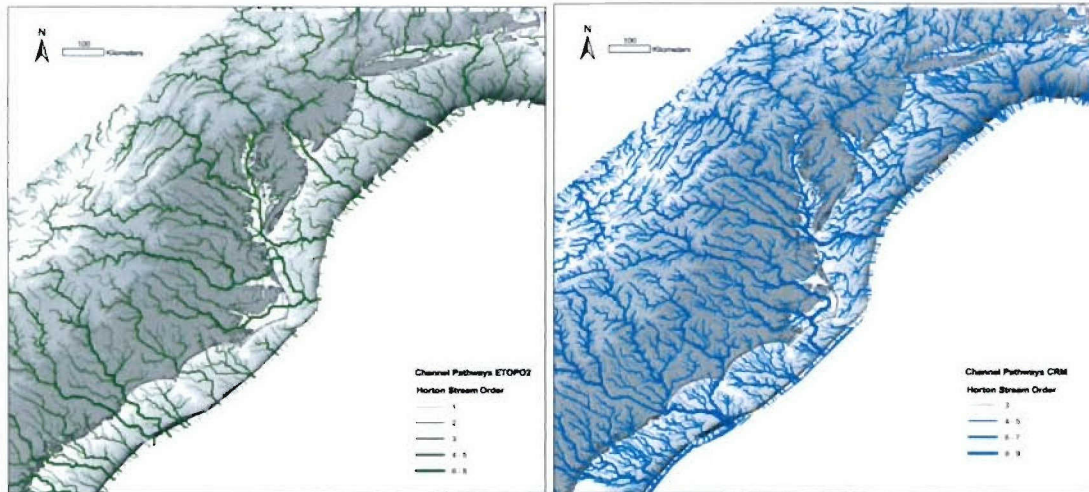 N
100
Kilometers
Channel Pathways ETOPO2
Horton Stream Order
1
2
3
4 - 5
6 - 8
N
100
Kilometers
Channel Pathways CRM
Horton Stream Order
3
4 - 5
6 - 7
8 - 9